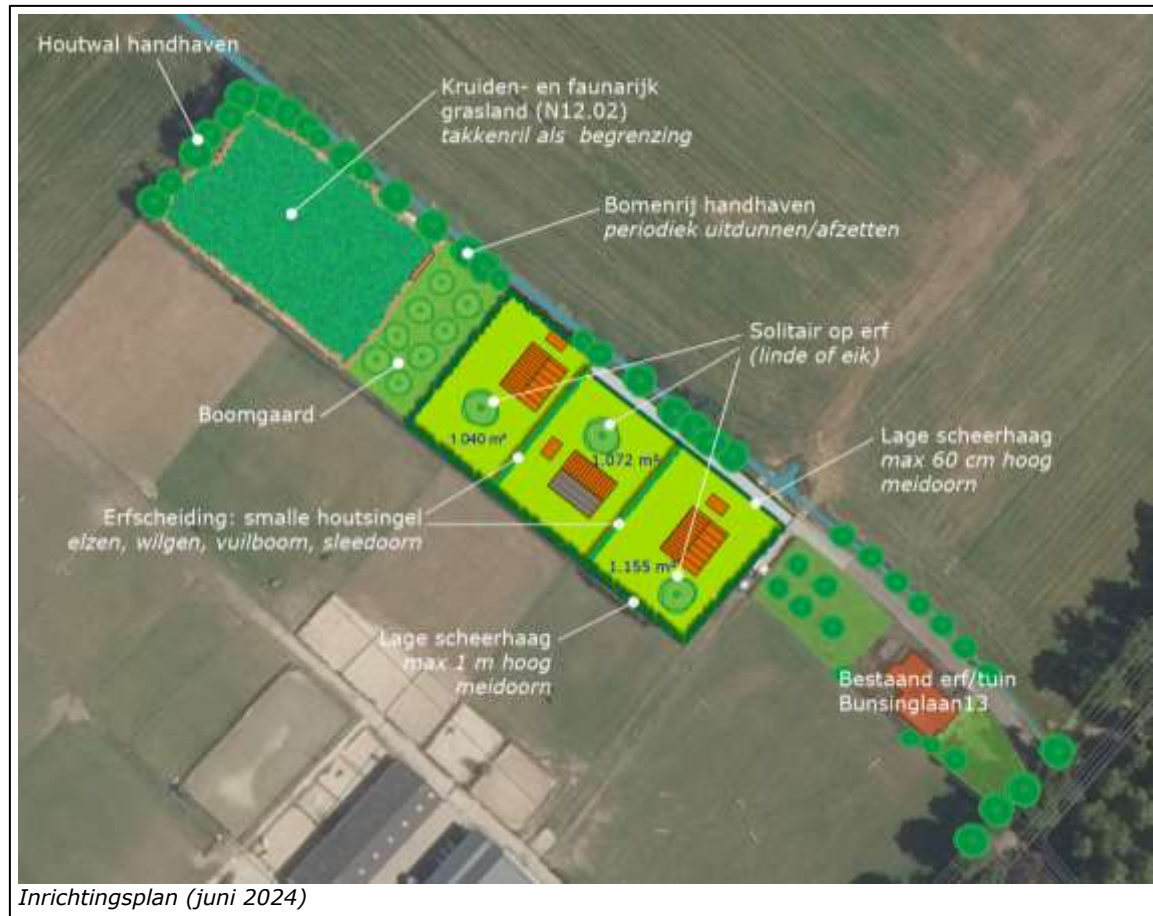 Houtwal handhaven
Kruiden- en faunarijk
grasland (N12.02)
takkenril als begrenzing
Bomenrij handhaven
periodiek uitdunnen/afzetten
Solitair op erf
(linde of eik)
Boomgaard
1.040 m²
1.072 m²
Lage scheerhaag
max 60 cm hoog
meidoorn
Erfscheiding: smalle houtsingel
elzen, wilgen, vuilboom, sleedoorn
1.155 m²
Lage scheerhaag
max 1 m hoog
meidoorn
Bestaand erf/tuin
Bunsinglaan13
Inrichtingsplan (juni 2024)